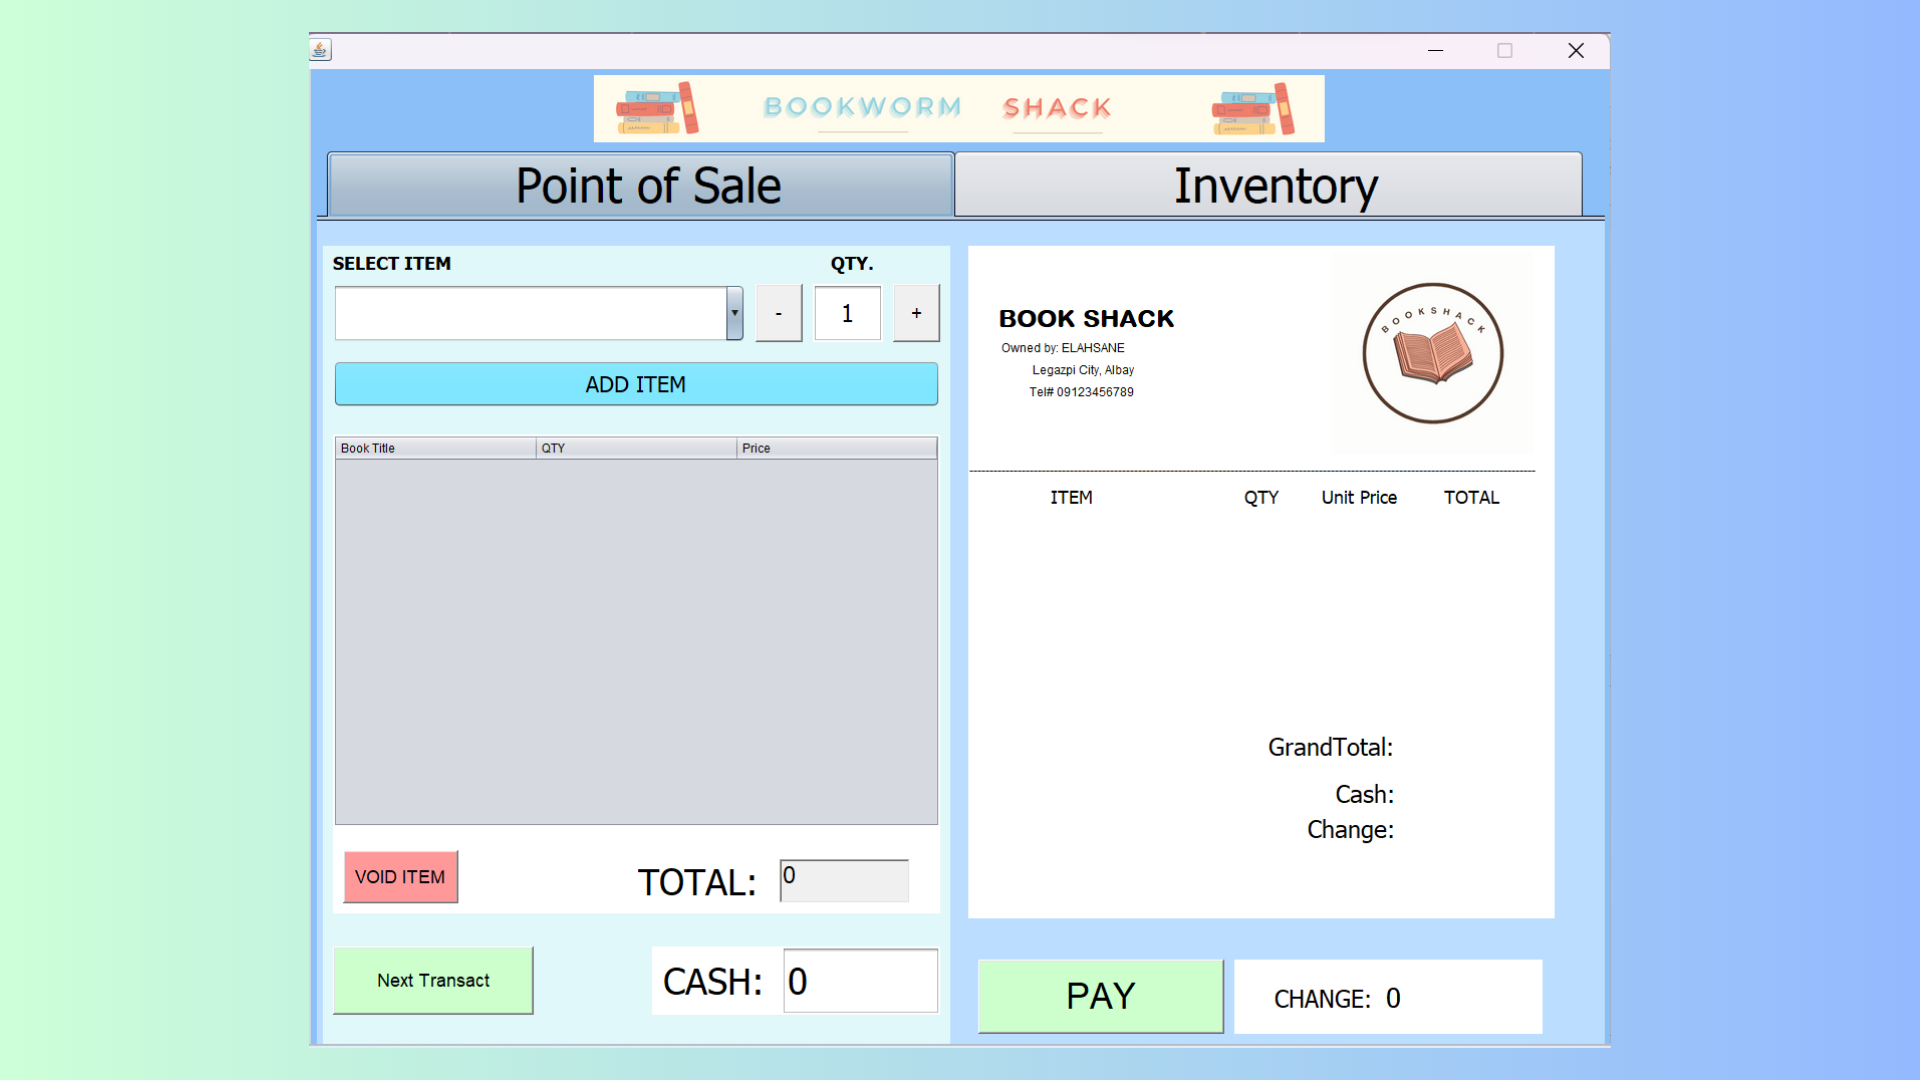 BOOKWORM SHACK
Point of Sale
Inventory
SELECT ITEM
QTY.
-
1
+
ADD ITEM
Book Title
QTY
Price
VOID ITEM
TOTAL:
0
Next Transact
CASH:
0
BOOK SHACK
Owned by: ELAHSANE
Legazpi City, Albay
Tel# 09123456789
BOOKSHACK
ITEM
QTY
Unit Price
TOTAL
GrandTotal:
Cash:
Change:
PAY
CHANGE: 0